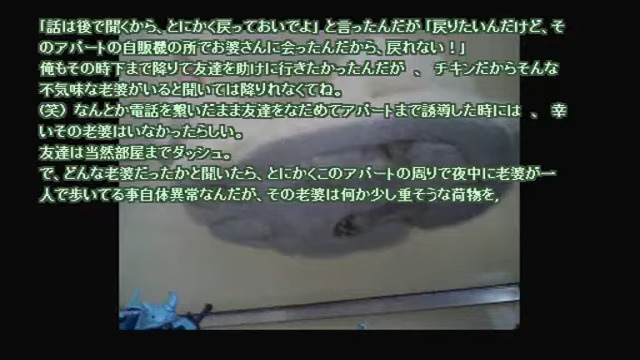 「話は後で聞くから、とにかく戻っておいでよ」と言ったんだが「戻りたいんだけど、そ
のアパートの自販機の所でお婆さんに会ったんだから、戻れない！」
俺もその時下まで降りて友達を助けに行きたかったんだが 、 チキンだからそんな
不気味な老婆がいると聞いては降りれなくてね。
（笑） なんとか電話を繋いだまま友達をなだめてアパートまで誘導した時には 、 幸
いその老婆はいなかったらしい。
友達は当然部屋までダッシュ。
で、どんな老婆だったかと聞いたら、とにかくこのアパートの周りで夜中に老婆が一
人で歩いてる事自体異常なんだが、その老婆は何か少し重そうな荷物を,